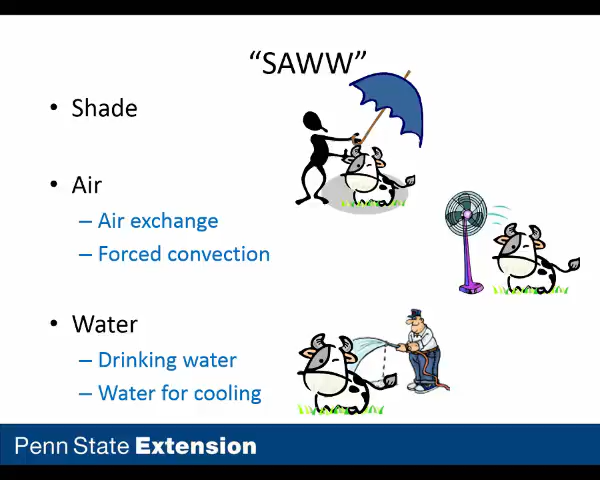 “SAWW”
• Shade
• Air
– Air exchange
– Forced convection
• Water
– Drinking water
– Water for cooling
Penn State Extension